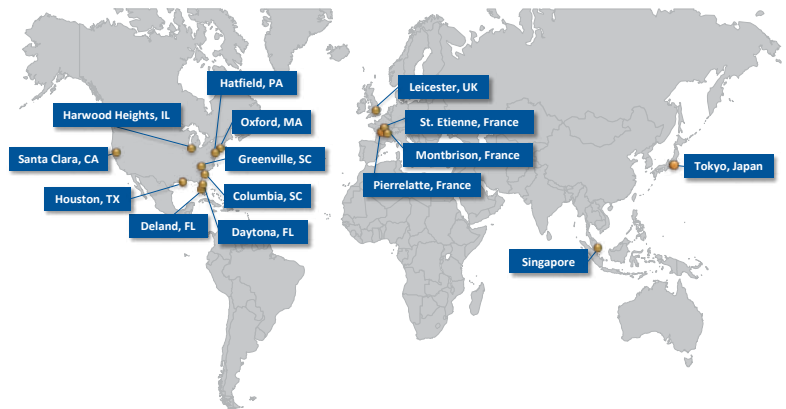 Hatfield, PA
Leicester, UK
Harwood Heights, IL
Oxford, MA
St. Etienne, France
Santa Clara, CA
Greenville, SC
Montbrison, France
Tokyo, Japan
Pierrelatte, France
Houston, TX
Columbia, SC
Deland, FL
Daytona, FL
Singapore